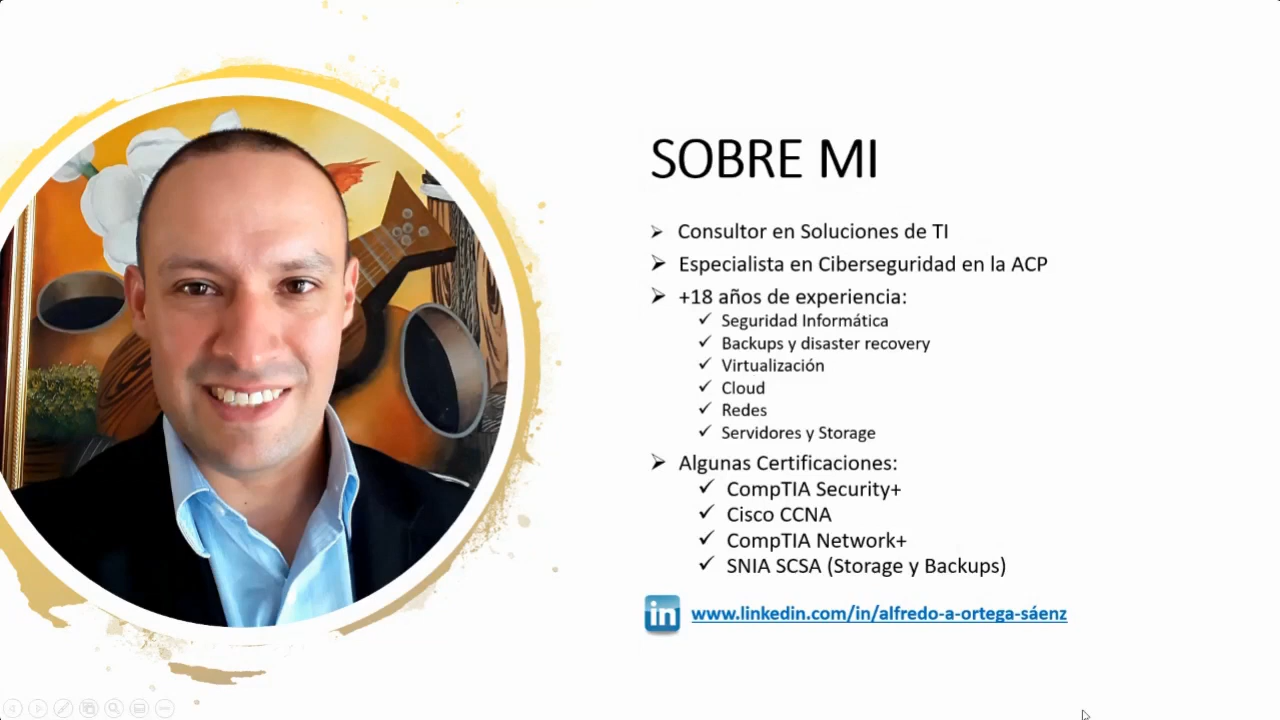 SOBRE MI
➢ Consultor en Soluciones de TI
➢ Especialista en Ciberseguridad en la ACP
➢ +18 años de experiencia:
✓ Seguridad Informática
✓ Backups y disaster recovery
✓ Virtualización
✓ Cloud
✓ Redes
✓ Servidores y Storage
➢ Algunas Certificaciones:
✓ CompTIA Security+
✓ Cisco CCNA
✓ CompTIA Network+
✓ SNIA SCSA (Storage y Backups)
in www.linkedin.com/in/alfredo-a-ortega-sáenz